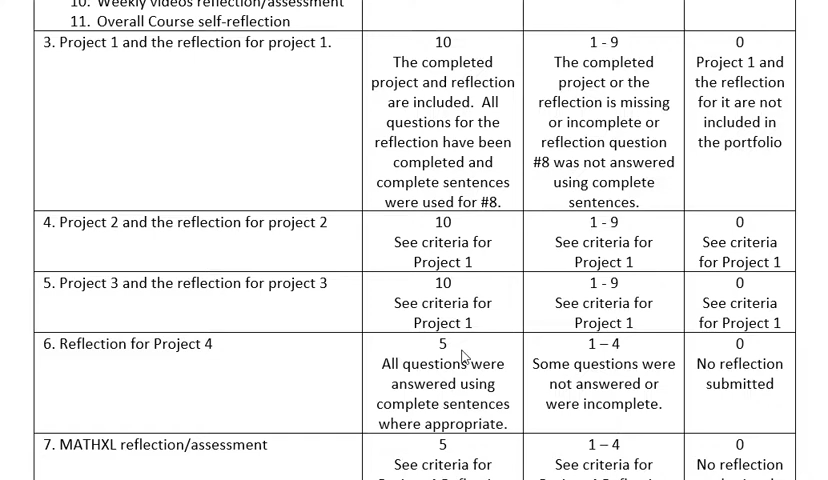 10. Weekly videos reflection/assessment
11. Overall Course self-reflection
3. Project 1 and the reflection for project 1.
10
The completed
project and reflection
are included. All
questions for the
reflection have been
completed and
complete sentences
were used for #8.
1 - 9
The completed
project or the
reflection is missing
or incomplete or
reflection question
#8 was not answered
using complete
sentences.
0
Project 1 and
the reflection
for it are not
included in
the portfolio
4. Project 2 and the reflection for project 2
10
See criteria for
Project 1
1 - 9
See criteria for
Project 1
0
See criteria
for Project 1
5. Project 3 and the reflection for project 3
10
See criteria for
Project 1
1 - 9
See criteria for
Project 1
0
See criteria
for Project 1
6. Reflection for Project 4
5
All questions were
answered using
complete sentences
where appropriate.
1 – 4
Some questions were
not answered or
were incomplete.
0
No reflection
submitted
7. MATHXL reflection/assessment
5
See criteria for
1 – 4
See criteria for
0
No reflection